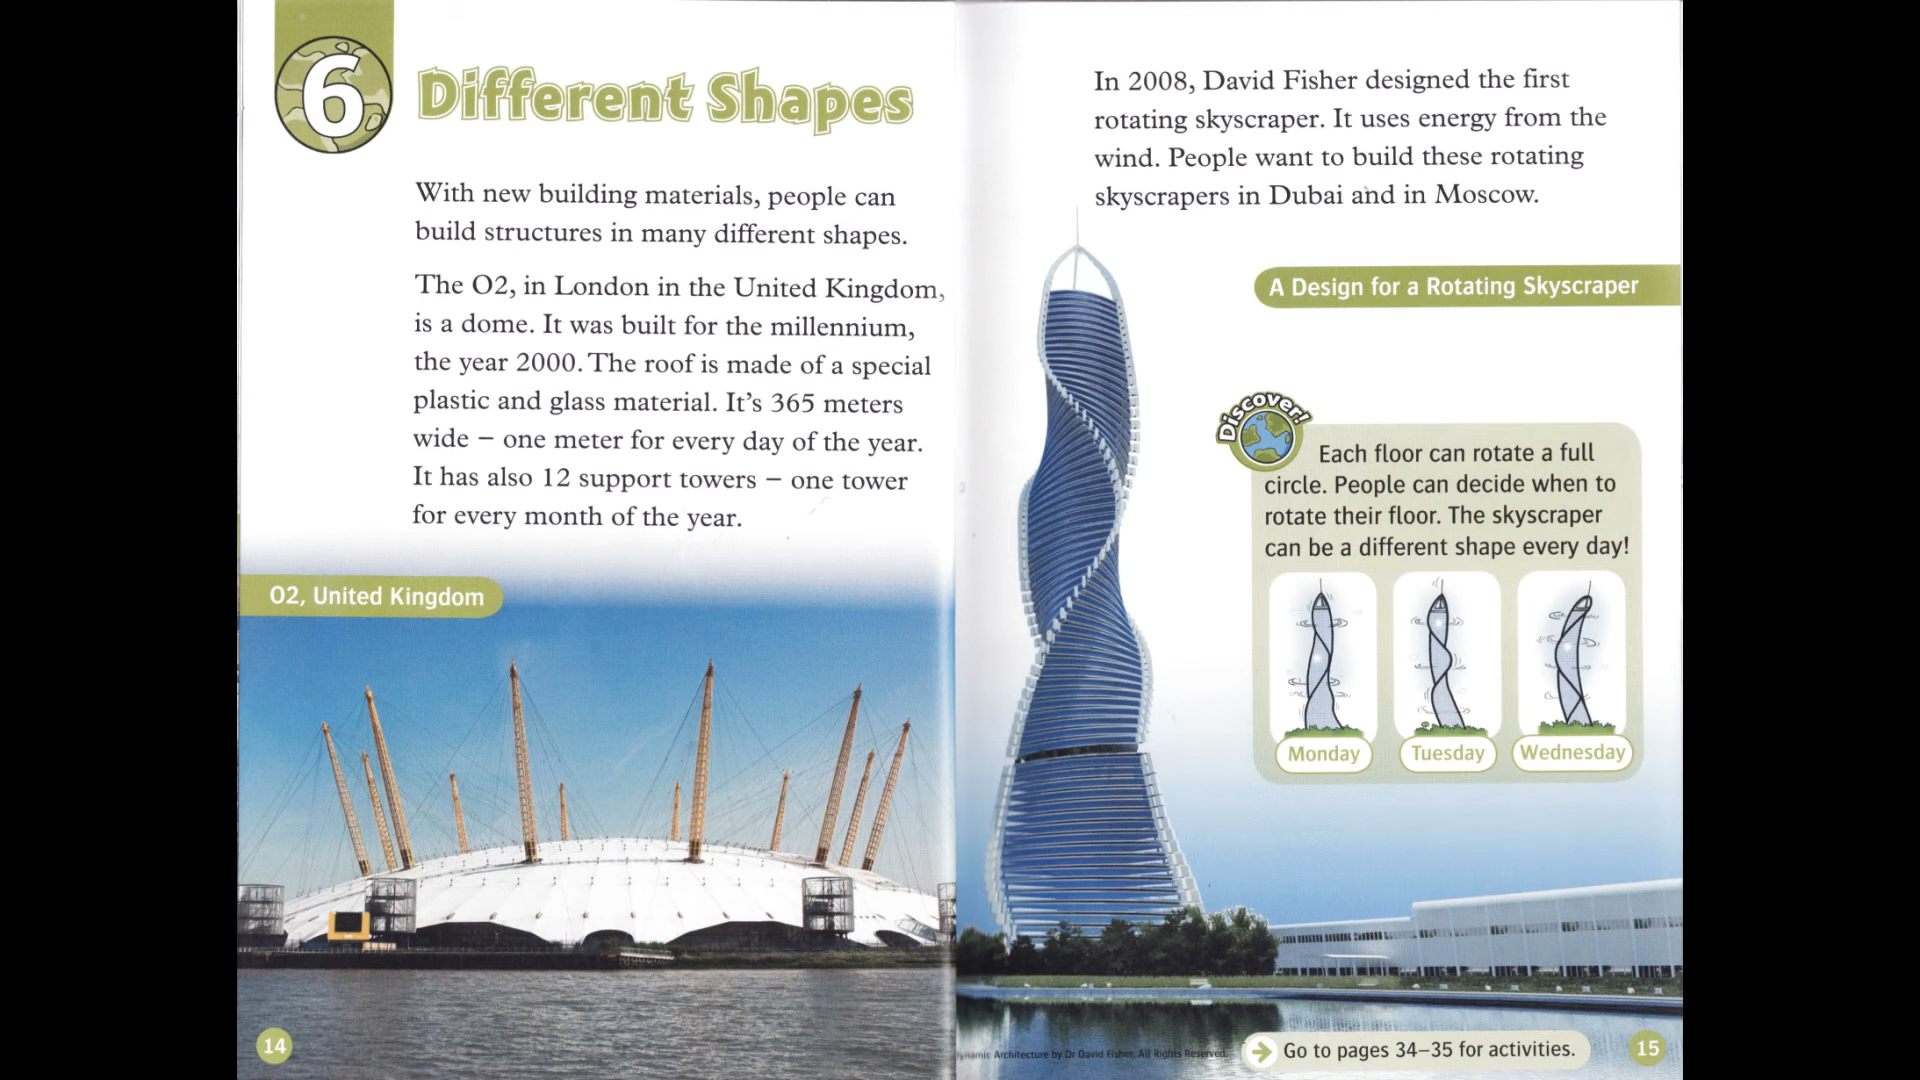 6
Different Shapes
With new building materials, people can
build structures in many different shapes.
The O2, in London in the United Kingdom,
is a dome. It was built for the millennium,
the year 2000. The roof is made of a special
plastic and glass material. It's 365 meters
wide – one meter for every day of the year.
It has also 12 support towers – one tower
for every month of the year.
O2, United Kingdom
14
In 2008, David Fisher designed the first
rotating skyscraper. It uses energy from the
wind. People want to build these rotating
skyscrapers in Dubai and in Moscow.
A Design for a Rotating Skyscraper
Discover!
Each floor can rotate a full
circle. People can decide when to
rotate their floor. The skyscraper
can be a different shape every day!
Monday
Tuesday
Wednesday
Architecture by Dr David Fisher, All Rights Reserved.
Go to pages 34–35 for activities.
15